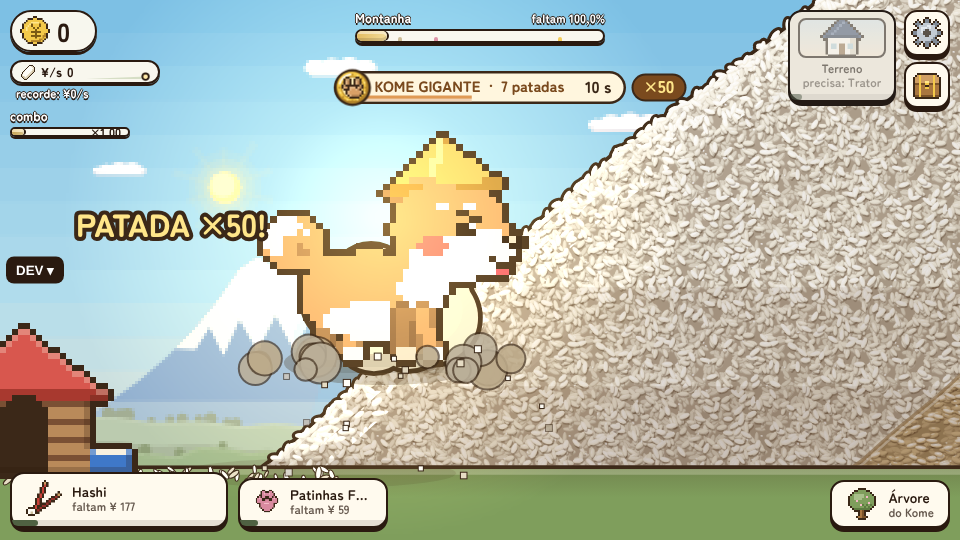 0
¥/s 0
recorde: ¥0/s
combo
×1,00
Montanha
faltam 100,0%
KOME GIGANTE · 7 patadas 10 s
×50
Terreno
precisa: Trator
PATADA ×50!
DEV ▾
Hashi
faltam ¥ 177
Patinhas F...
faltam ¥ 59
Árvore
do Kome